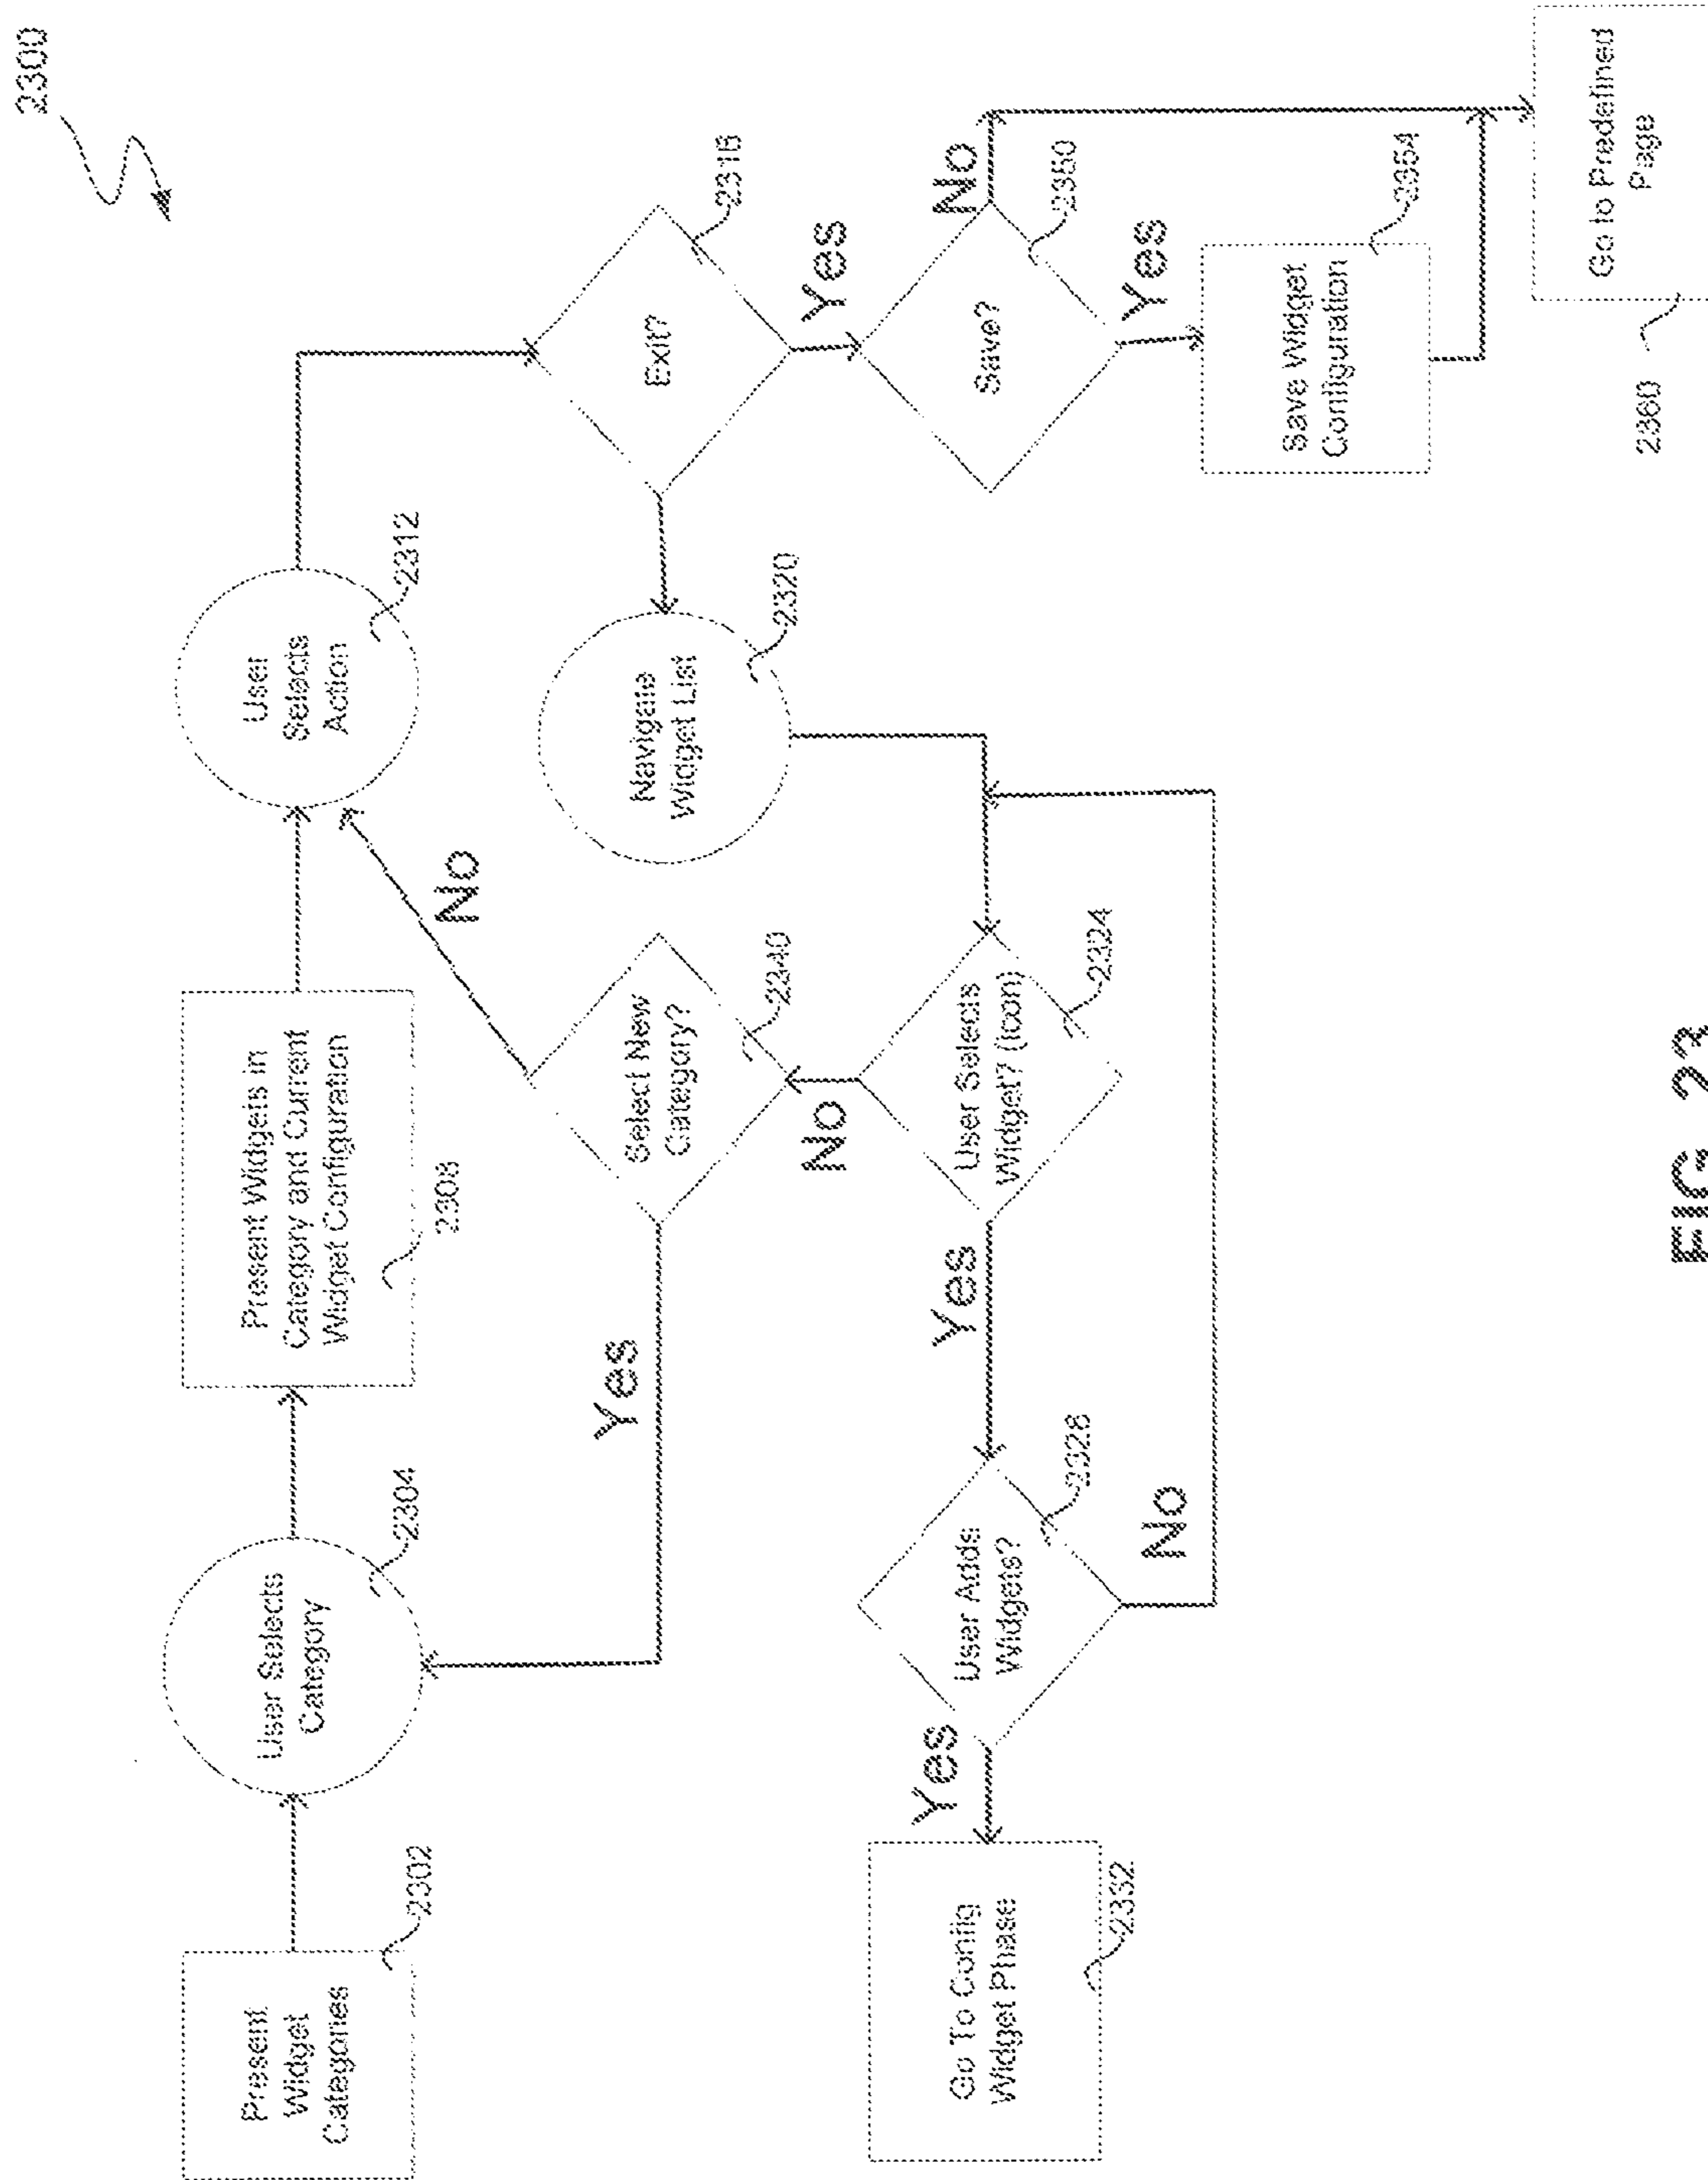 2300
Present
Widget
Categories
2302
User Selects
Category
2304
Present Widgets in
Category and Current
Widget Configuration
2308
User
Selects
Action
2312
Exit?
2316
Yes
Navigate
Widget List
2320
No
Select New
Category?
2240
Yes
No
User Selects
Widget? (Icon)
2324
Yes
User Adds
Widgets?
2328
No
Yes
Go To Config
Widget Phase
2332
Save?
2350
No
Yes
Save Widget
Configuration
2354
Go to Predefined
Page
2360
FIG. 23